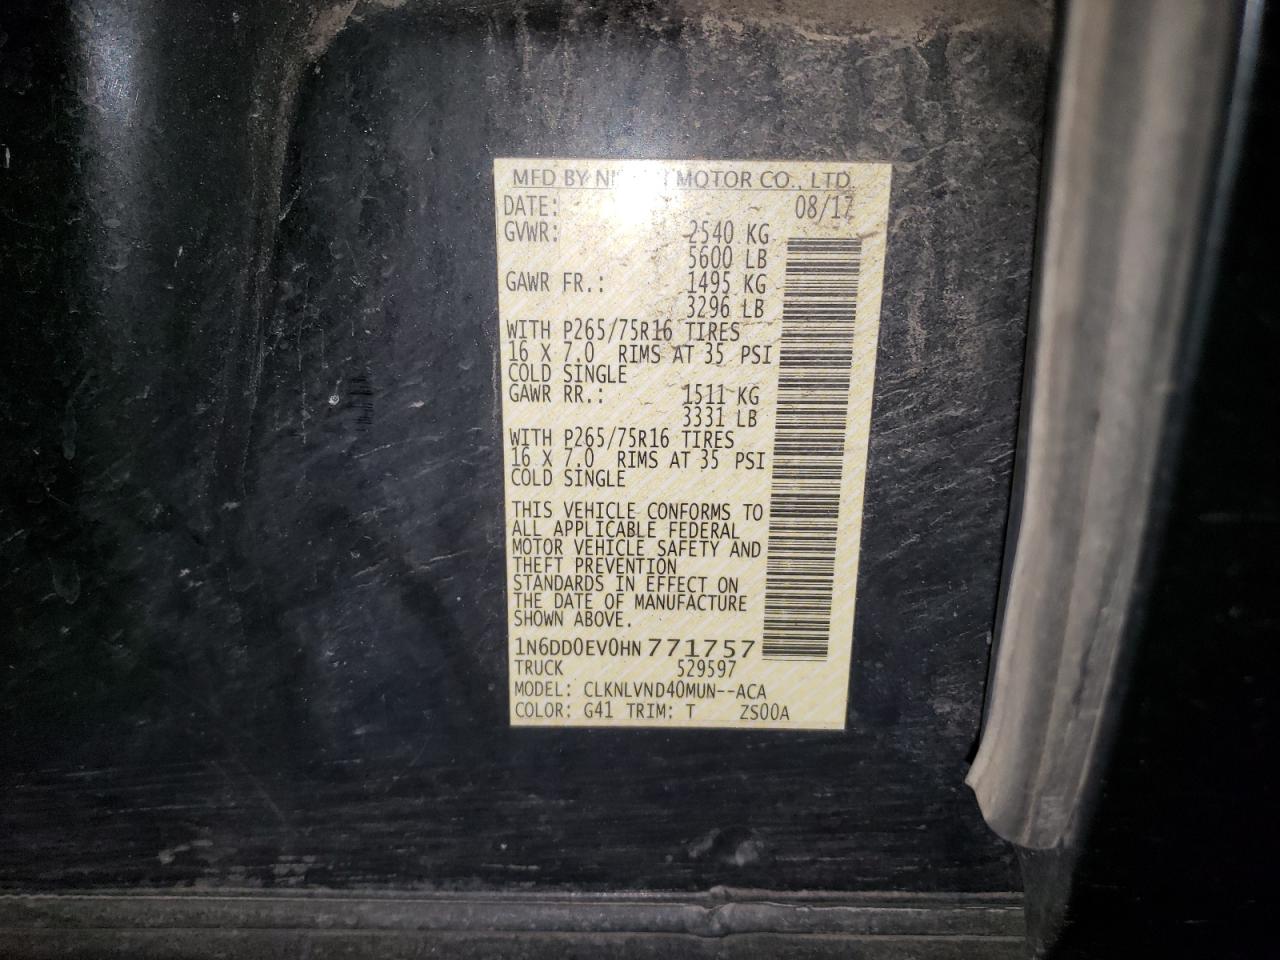 MFD BY MOTOR CO., LTD.
DATE: 08/17
GVWR: 2540 KG
5600 LB
GAWR FR.: 1495 KG
3296 LB
WITH P265/75R16 TIRES
16 X 7.0 RIMS AT 35 PSI
COLD SINGLE
GAWR RR.: 1511 KG
3331 LB
WITH P265/75R16 TIRES
16 X 7.0 RIMS AT 35 PSI
COLD SINGLE
THIS VEHICLE CONFORMS TO
ALL APPLICABLE FEDERAL
MOTOR VEHICLE SAFETY AND
THEFT PREVENTION
STANDARDS IN EFFECT ON
THE DATE OF MANUFACTURE
SHOWN ABOVE.
1N6DD0EV0HN771757
TRUCK 529597
MODEL: CLKNLVND40MUN--ACA
COLOR: G41 TRIM: T ZS00A